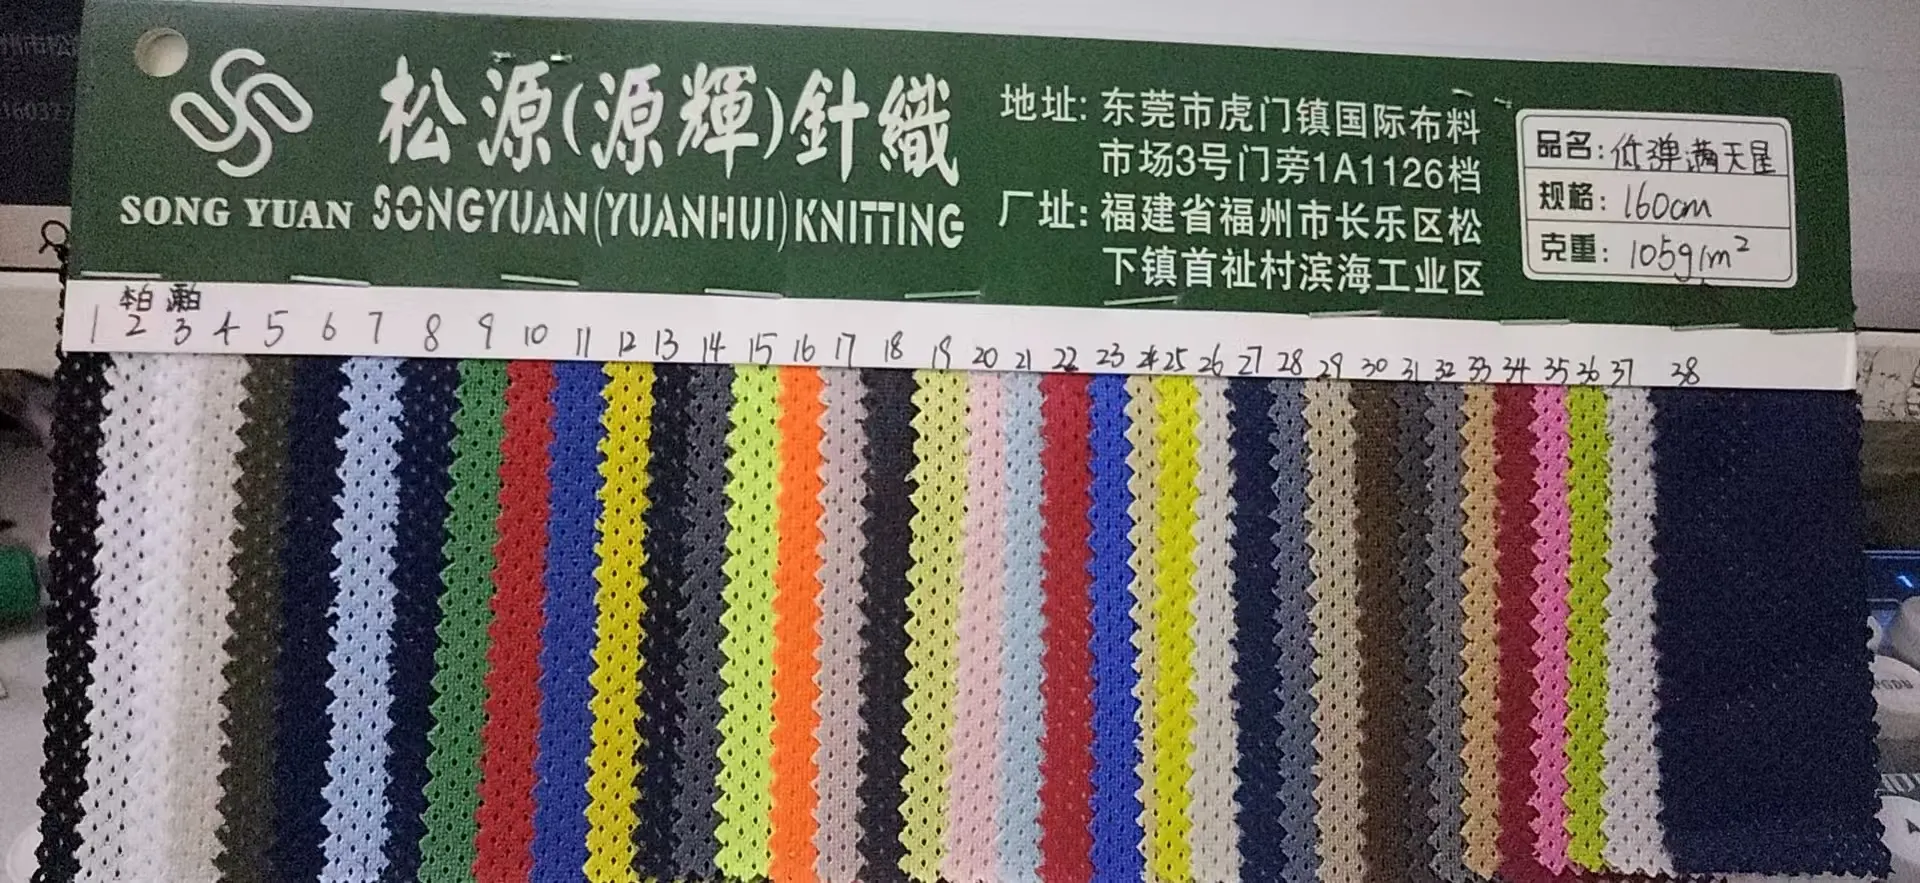 松源(源輝)針織
SONG YUAN SONGYUAN(YUANHUI)KNITTING
地址: 东莞市虎门镇国际布料
市场3号门旁1A1126档
厂址: 福建省福州市长乐区松
下镇首祉村滨海工业区
品名: 低弹满天星
规格: 160cm
克重: 105g/m²
本白 漂白
1 2 3 4 5 6 7 8 9 10 11 12 13 14 15 16 17 18 19 20 21 22 23 24 25 26 27 28 29 30 31 32 33 34 35 36 37 38